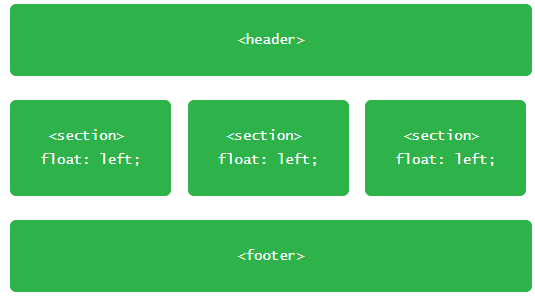 <header>
<section> <section> <section>
float: left; float: left; float: left;
<footer>